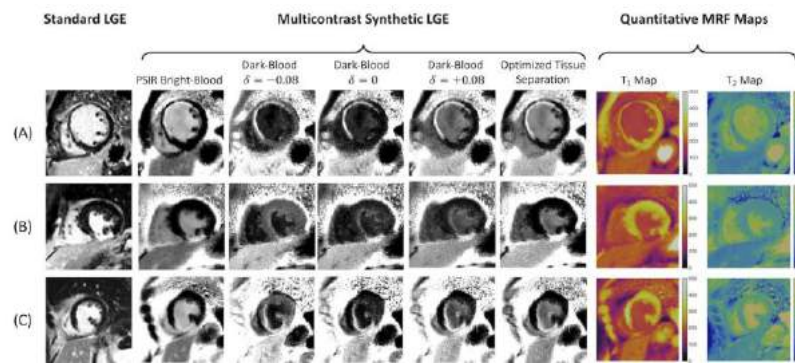 Standard LGE
Multicontrast Synthetic LGE
Quantitative MRF Maps
PSIR Bright-Blood
Dark-Blood
δ = −0.08
Dark-Blood
δ = 0
Dark-Blood
δ = +0.08
Optimized Tissue
Separation
T₁ Map
T₂ Map
(A)
(B)
(C)